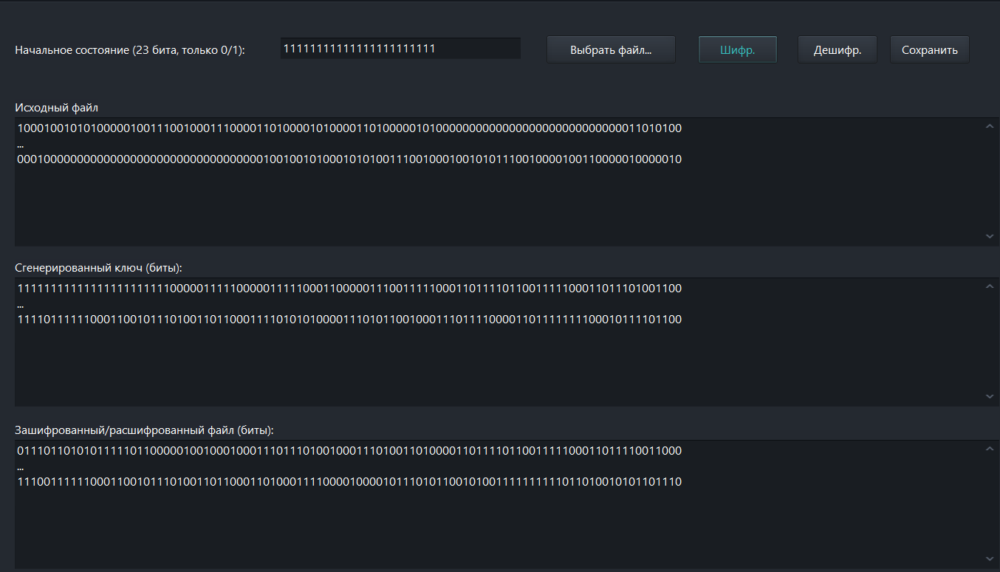 Начальное состояние (23 бита, только 0/1): 11111111111111111111111 Выбрать файл... Шифр. Дешифр. Сохранить
Исходный файл
1000100101010000010011100100011100001101000010100001101000001010000000000000000000000000000011010100
...
0001000000000000000000000000000000000100100101000101010011100100010010101110010000100110000010000010
Сгенерированный ключ (биты):
1111111111111111111111100000111110000011111000110000011100111110001101111011001111100011011101001100
...
1111011111100011001011101001101100011110101010000111010110010001110111100001101111111100010111101100
Зашифрованный/расшифрованный файл (биты):
0111011010101111101100000100100010001110111010010001110100110100001101111011001111100011011110011000
...
1110011111100011001011101001101100011010001111000010000101110101100101001111111111011010010101101110